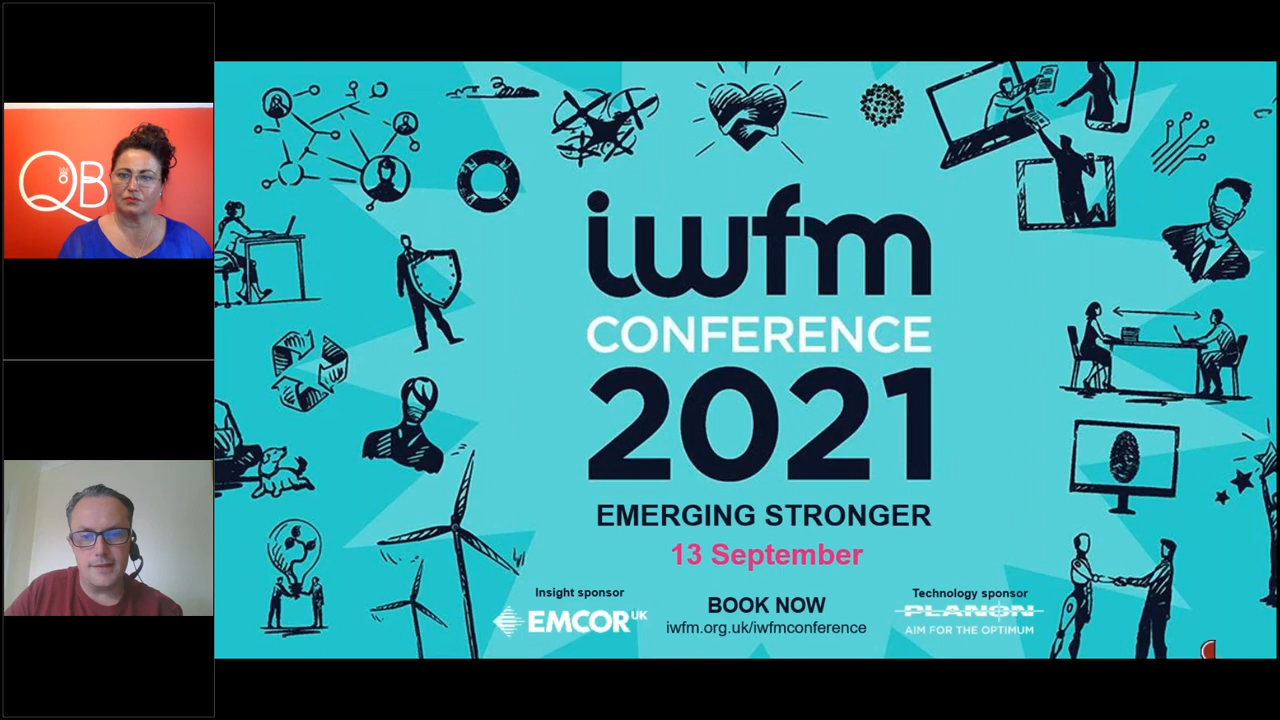 QB
iwfm
CONFERENCE
2021
EMERGING STRONGER
13 September
Insight sponsor
EMCOR UK
BOOK NOW
iwfm.org.uk/iwfmconference
Technology sponsor
PLANON
AIM FOR THE OPTIMUM